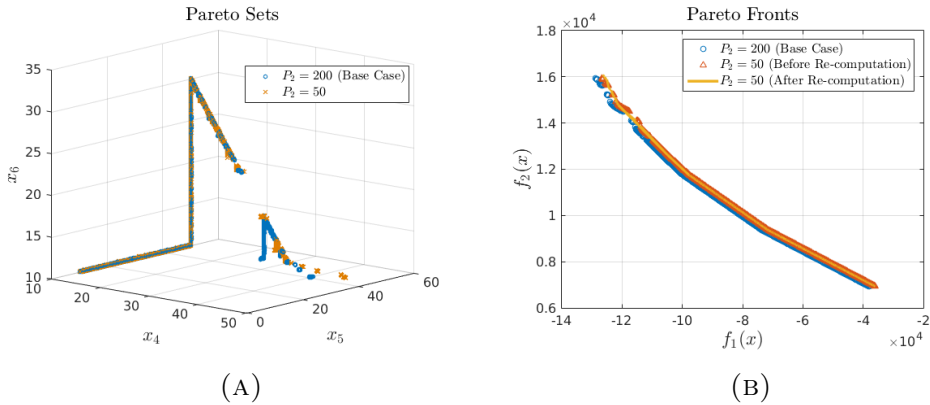 Pareto Sets
35
30
25
20
15
10
x₆
P₂ = 200 (Base Case)
P₂ = 50
10
20
30
40
50
x₄
0
20
40
60
x₅
(A)
Pareto Fronts
×10⁴
1.8
1.6
1.4
1.2
1
0.8
0.6
f₂(x)
P₂ = 200 (Base Case)
P₂ = 50 (Before Re-computation)
P₂ = 50 (After Re-computation)
-14
-12
-10
-8
-6
-4
-2
f₁(x)
×10⁴
(B)